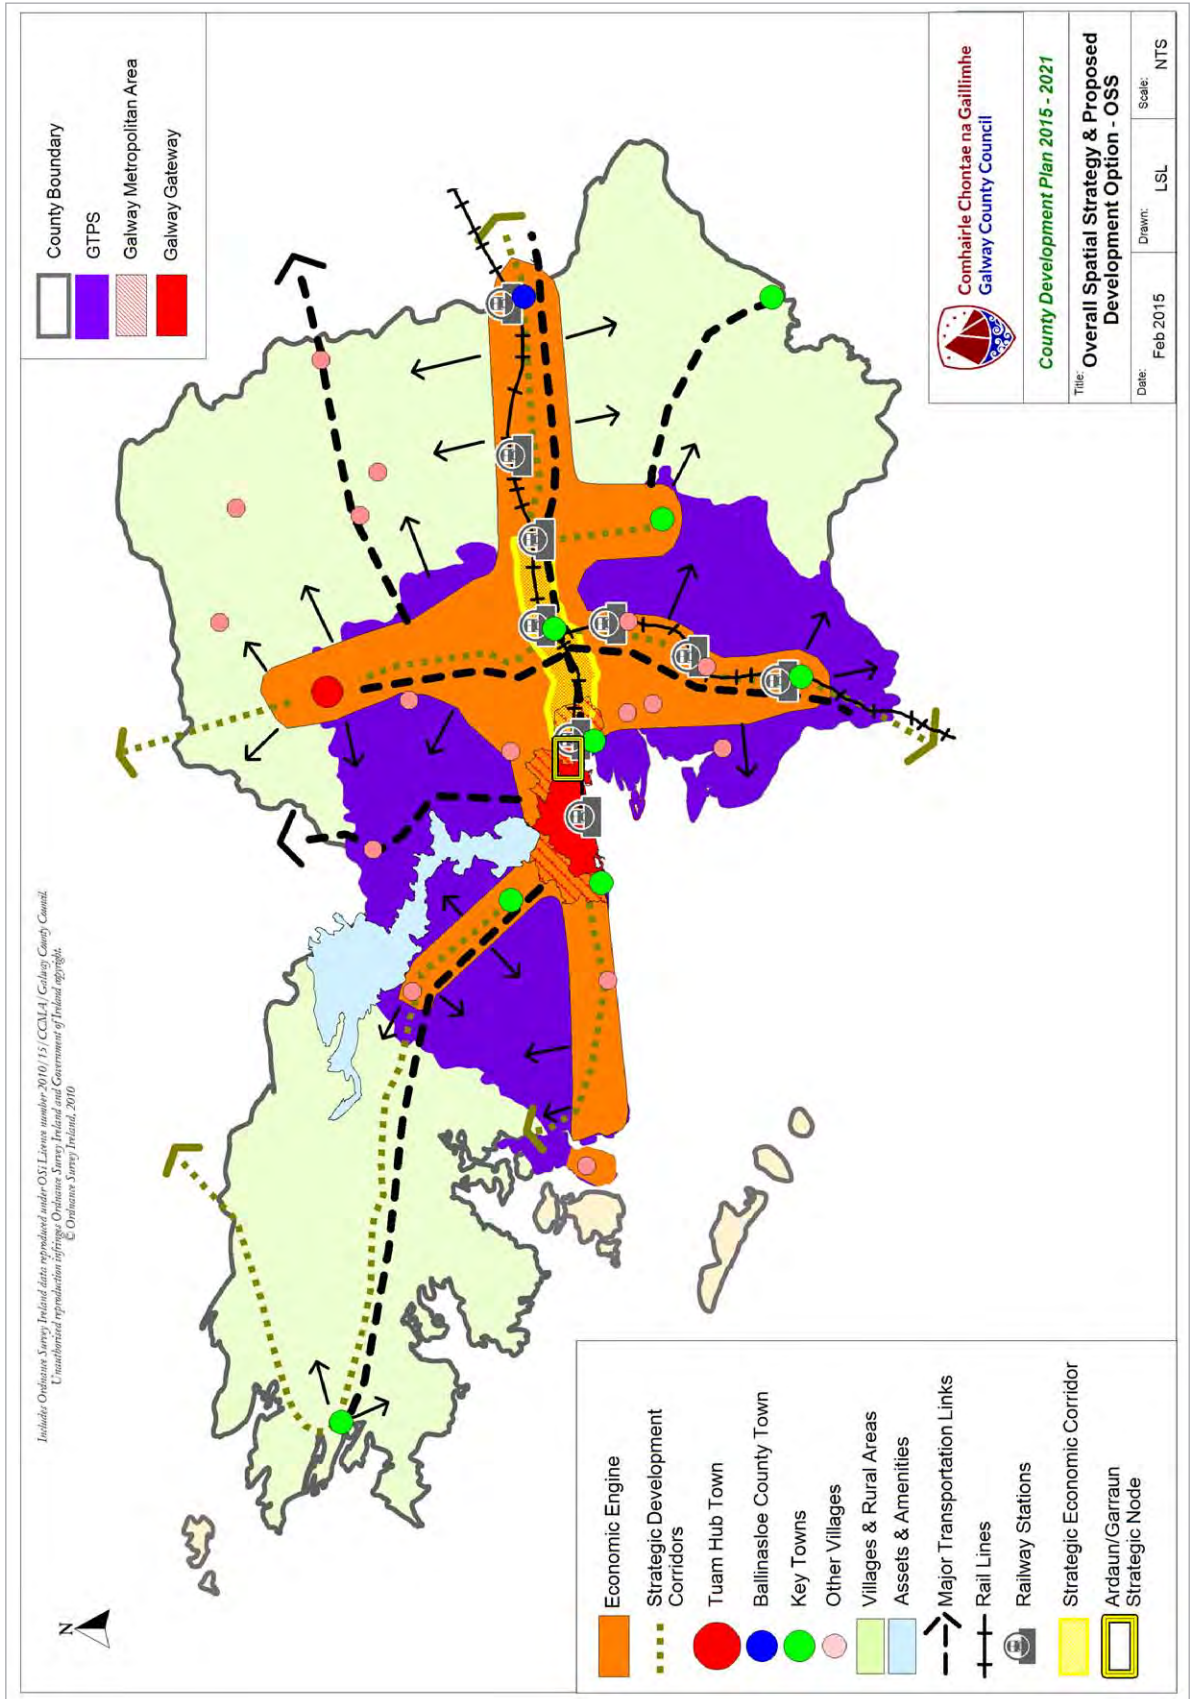 Includes Ordnance Survey Ireland data reproduced under OSi Licence number 2010/15/CCMA/Galway County Council.
Unauthorised reproduction infringes Ordnance Survey Ireland and Government of Ireland copyright.
© Ordnance Survey Ireland, 2010
N
County Boundary
GTPS
Galway Metropolitan Area
Galway Gateway
Economic Engine
Strategic Development
Corridors
Tuam Hub Town
Ballinasloe County Town
Key Towns
Other Villages
Villages & Rural Areas
Assets & Amenities
Major Transportation Links
Rail Lines
Railway Stations
Strategic Economic Corridor
Ardaun/Garraun
Strategic Node
Comhairle Chontae na Gaillimhe
Galway County Council
County Development Plan 2015 - 2021
Title: Overall Spatial Strategy & Proposed
Development Option - OSS
Date: Feb 2015 Drawn: LSL Scale: NTS